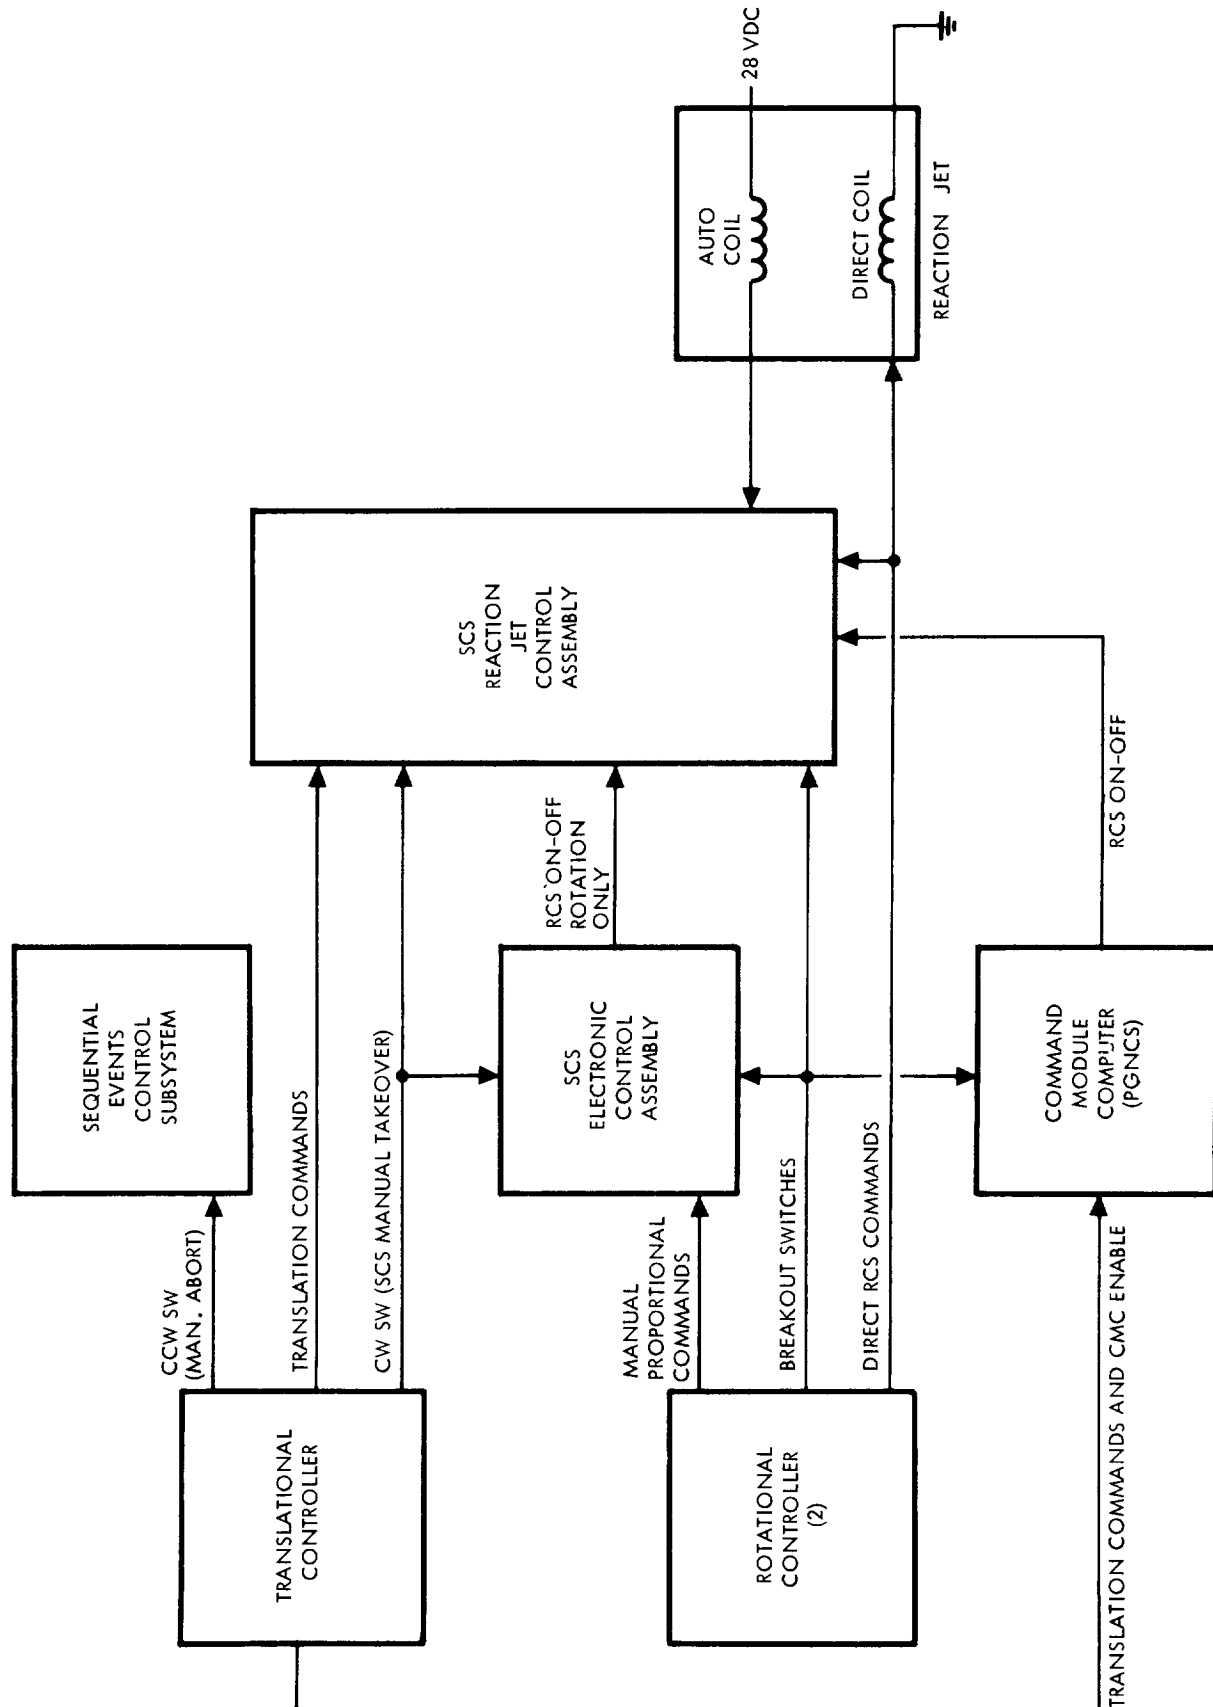 SEQUENTIAL
EVENTS
CONTROL
SUBSYSTEM
CCW SW
(MAN. ABORT)
TRANSLATIONAL
CONTROLLER
TRANSLATION COMMANDS
CW SW (SCS MANUAL TAKEOVER)
SCS
REACTION
JET
CONTROL
ASSEMBLY
RCS ON-OFF
ROTATION
ONLY
SCS
ELECTRONIC
CONTROL
ASSEMBLY
MANUAL
PROPORTIONAL
COMMANDS
ROTATIONAL
CONTROLLER
(2)
BREAKOUT SWITCHES
DIRECT RCS COMMANDS
AUTO
COIL
28 VDC
DIRECT COIL
REACTION JET
COMMAND
MODULE
COMPUTER
(PGNCS)
RCS ON-OFF
TRANSLATION COMMANDS AND CMC ENABLE